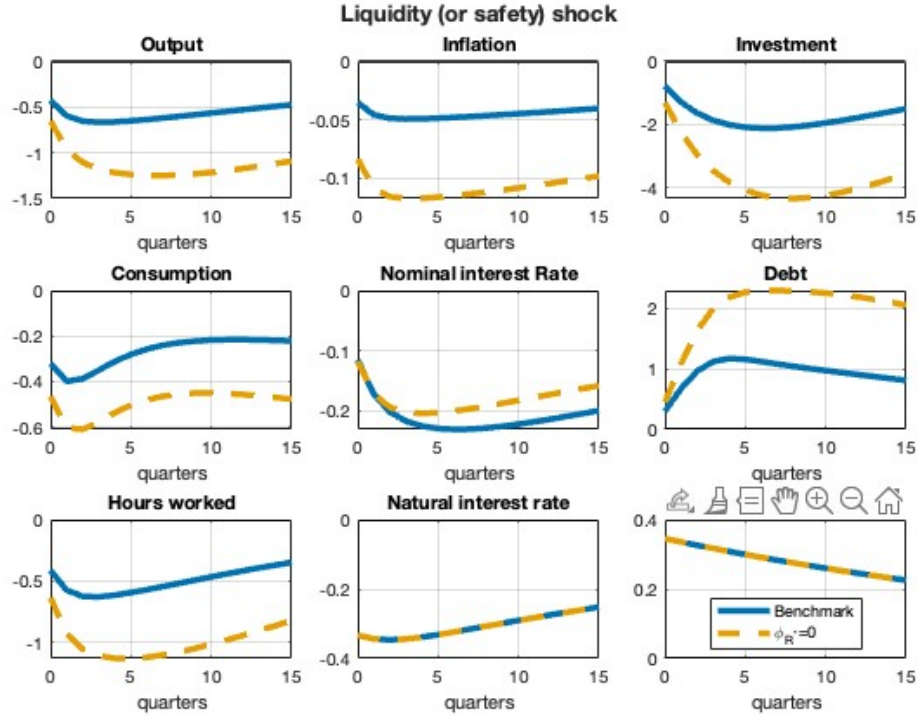 Liquidity (or safety) shock
Output Inflation Investment
0 0 0
-0.5 -0.05 -2
-1 -0.1 -4
-1.5
0 5 10 15 0 5 10 15 0 5 10 15
quarters quarters quarters
Consumption Nominal interest Rate Debt
0 0 2
-0.2 -0.1 1
-0.4 -0.2 0
-0.6
0 5 10 15 0 5 10 15 0 5 10 15
quarters quarters quarters
Hours worked Natural interest rate
0 0 0.4
-0.5 -0.2 0.2
-1 -0.4 0
Benchmark
ϕR*=0
0 5 10 15 0 5 10 15 0 5 10 15
quarters quarters quarters